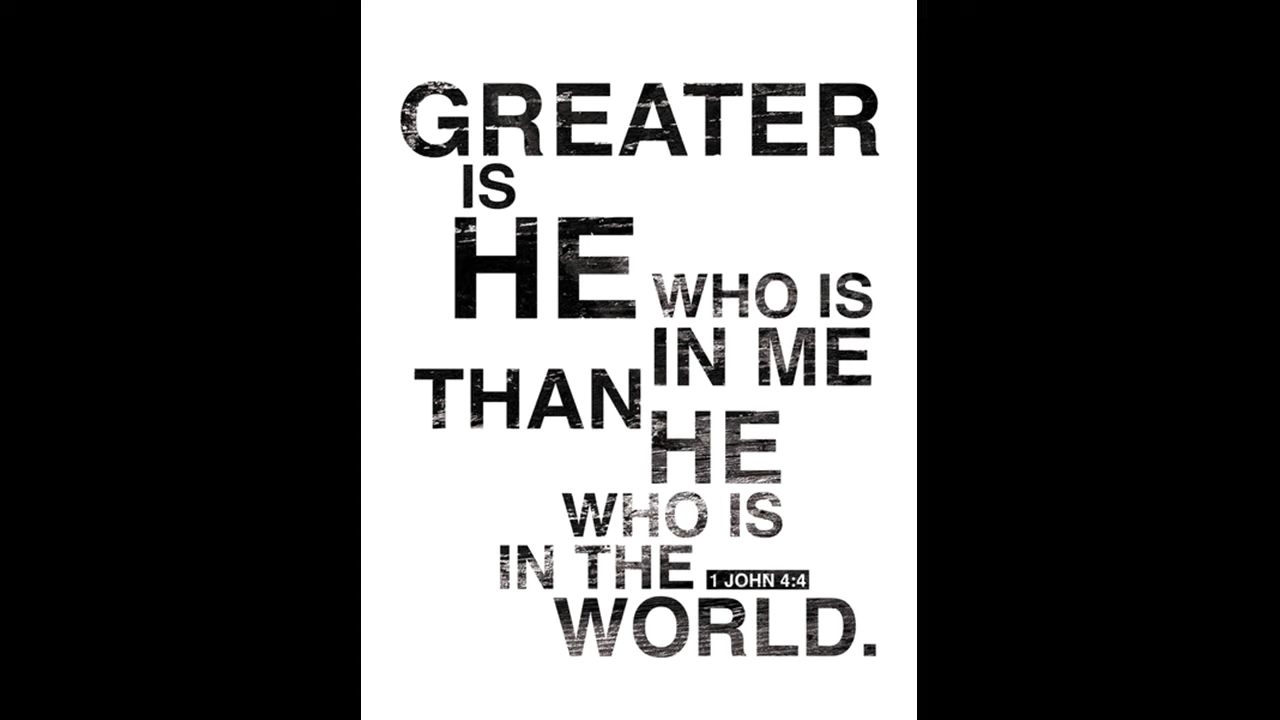 GREATER
IS
HE
WHO IS
IN ME
THAN
HE
WHO IS
IN THE
1 JOHN 4:4
WORLD.